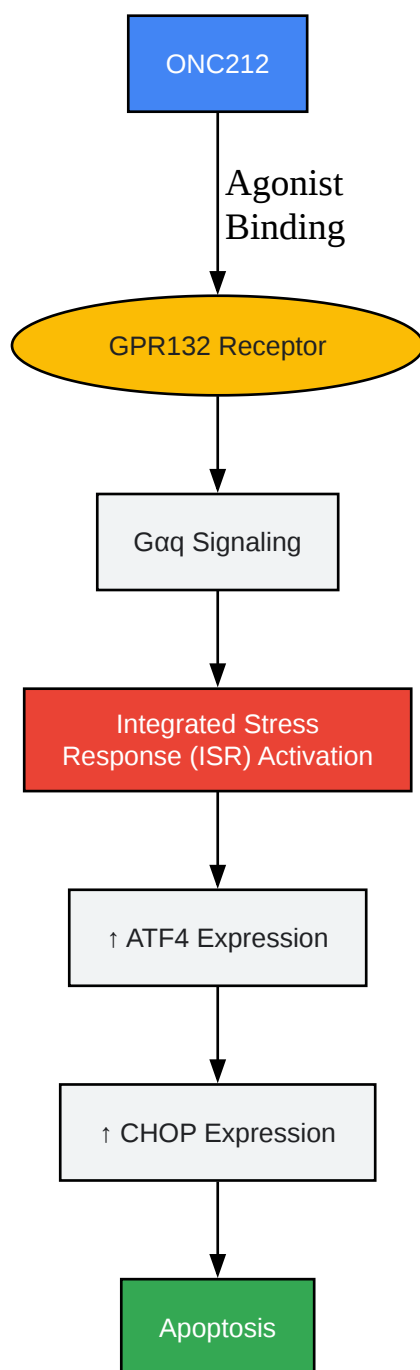 ONC212
Agonist
Binding
GPR132 Receptor
Gαq Signaling
Integrated Stress
Response (ISR) Activation
↑ ATF4 Expression
↑ CHOP Expression
Apoptosis